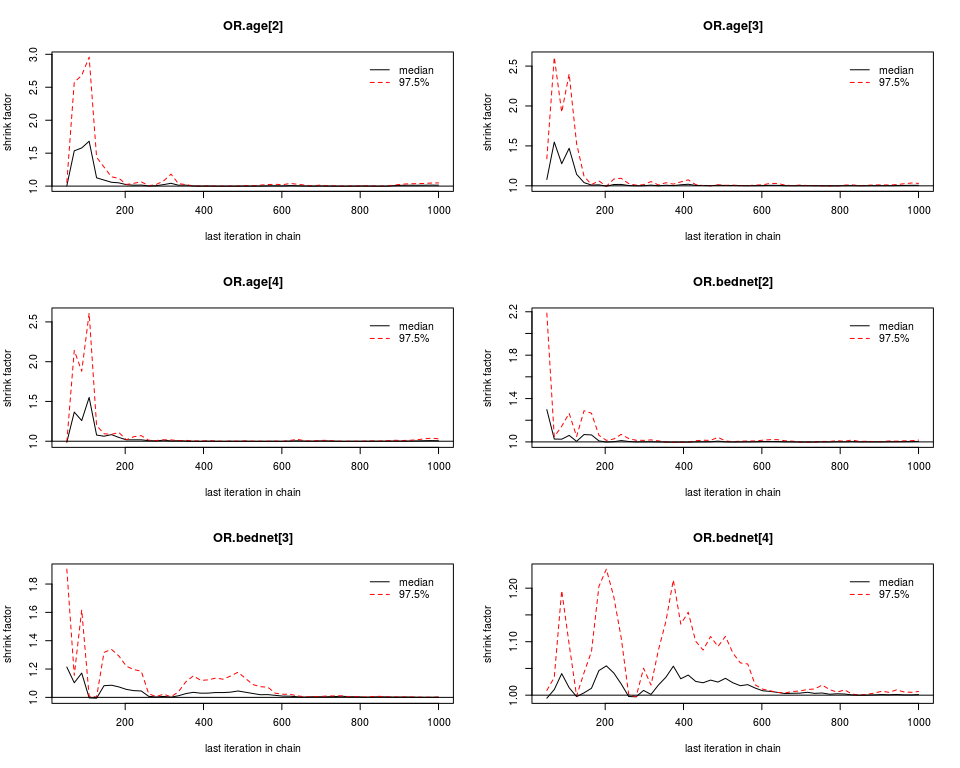 OR.age[2]
shrink factor
1.0 1.5 2.0 2.5 3.0
median
97.5%
200 400 600 800 1000
last iteration in chain
OR.age[3]
shrink factor
1.0 1.5 2.0 2.5
median
97.5%
200 400 600 800 1000
last iteration in chain
OR.age[4]
shrink factor
1.0 1.5 2.0 2.5
median
97.5%
200 400 600 800 1000
last iteration in chain
OR.bednet[2]
shrink factor
1.0 1.4 1.8 2.2
median
97.5%
200 400 600 800 1000
last iteration in chain
OR.bednet[3]
shrink factor
1.0 1.2 1.4 1.6 1.8
median
97.5%
200 400 600 800 1000
last iteration in chain
OR.bednet[4]
shrink factor
1.00 1.10 1.20
median
97.5%
200 400 600 800 1000
last iteration in chain